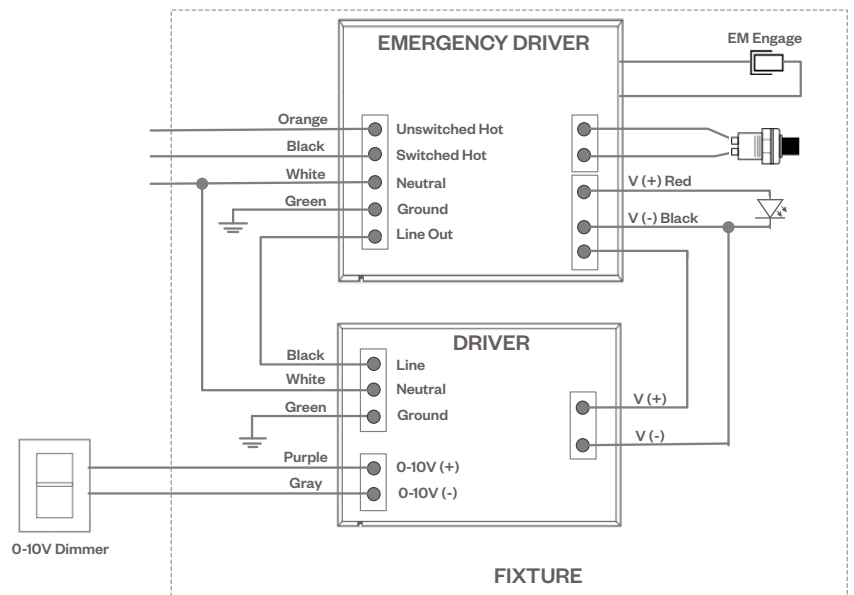 EMERGENCY DRIVER
EM Engage
Orange
Unswitched Hot
Black
Switched Hot
White
Neutral
V (+) Red
Green
Ground
V (-) Black
Line Out
DRIVER
Black
Line
White
Neutral
V (+)
Green
Ground
V (-)
Purple
0-10V (+)
Gray
0-10V (-)
0-10V Dimmer
FIXTURE